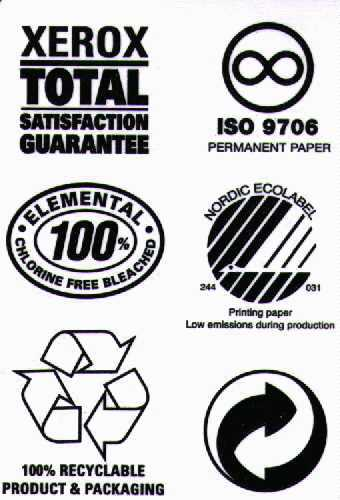 XEROX
TOTAL
SATISFACTION
GUARANTEE
ISO 9706
PERMANENT PAPER
• ELEMENTAL •
100%
CHLORINE FREE BLEACHED
NORDIC ECOLABEL
244 031
Printing paper
Low emissions during production
100% RECYCLABLE
PRODUCT & PACKAGING